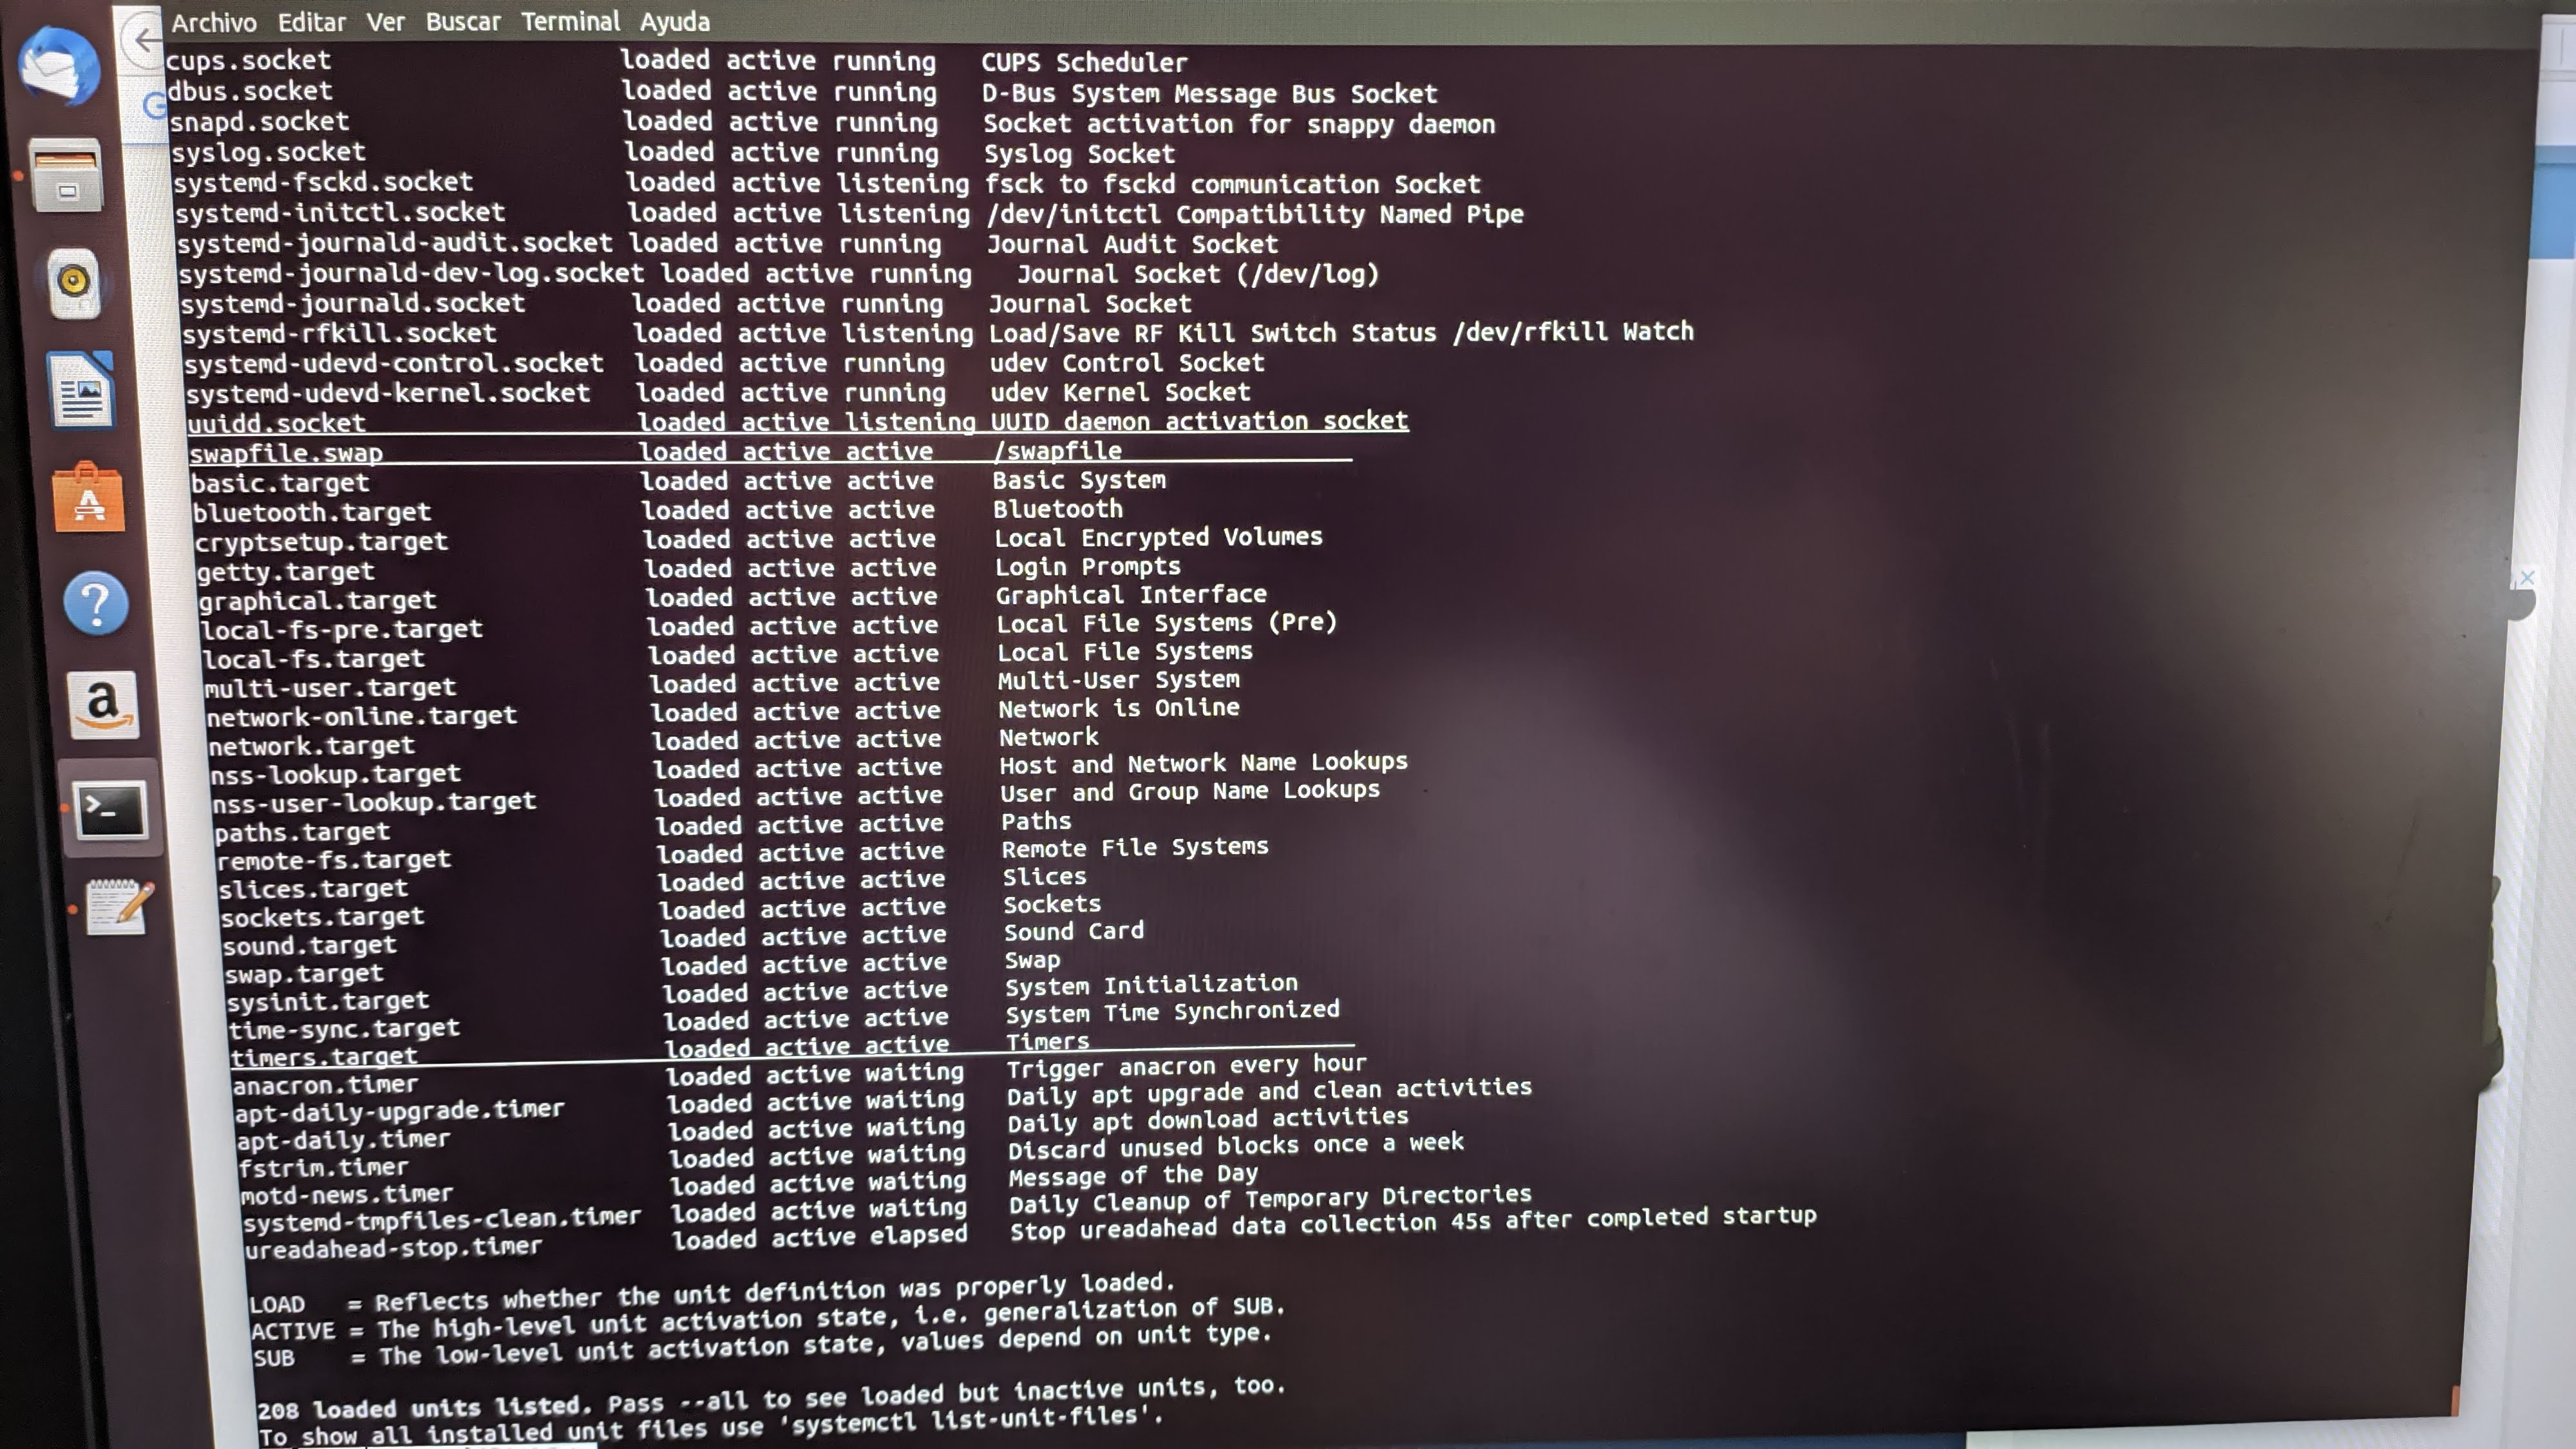 Archivo Editar Ver Buscar Terminal Ayuda
cups.socket loaded active running CUPS Scheduler
dbus.socket loaded active running D-Bus System Message Bus Socket
snapd.socket loaded active running Socket activation for snappy daemon
syslog.socket loaded active running Syslog Socket
systemd-fsckd.socket loaded active listening fsck to fsckd communication Socket
systemd-initctl.socket loaded active listening /dev/initctl Compatibility Named Pipe
systemd-journald-audit.socket loaded active running Journal Audit Socket
systemd-journald-dev-log.socket loaded active running Journal Socket (/dev/log)
systemd-journald.socket loaded active running Journal Socket
systemd-rfkill.socket loaded active listening Load/Save RF Kill Switch Status /dev/rfkill Watch
systemd-udevd-control.socket loaded active running udev Control Socket
systemd-udevd-kernel.socket loaded active running udev Kernel Socket
uuidd.socket loaded active listening UUID daemon activation socket
swapfile.swap loaded active active /swapfile
basic.target loaded active active Basic System
bluetooth.target loaded active active Bluetooth
cryptsetup.target loaded active active Local Encrypted Volumes
getty.target loaded active active Login Prompts
graphical.target loaded active active Graphical Interface
local-fs-pre.target loaded active active Local File Systems (Pre)
local-fs.target loaded active active Local File Systems
multi-user.target loaded active active Multi-User System
network-online.target loaded active active Network is Online
network.target loaded active active Network
nss-lookup.target loaded active active Host and Network Name Lookups
nss-user-lookup.target loaded active active User and Group Name Lookups
paths.target loaded active active Paths
remote-fs.target loaded active active Remote File Systems
slices.target loaded active active Slices
sockets.target loaded active active Sockets
sound.target loaded active active Sound Card
swap.target loaded active active Swap
sysinit.target loaded active active System Initialization
time-sync.target loaded active active System Time Synchronized
timers.target loaded active active Timers
anacron.timer loaded active waiting Trigger anacron every hour
apt-daily-upgrade.timer loaded active waiting Daily apt upgrade and clean activities
apt-daily.timer loaded active waiting Daily apt download activities
fstrim.timer loaded active waiting Discard unused blocks once a week
motd-news.timer loaded active waiting Message of the Day
systemd-tmpfiles-clean.timer loaded active waiting Daily Cleanup of Temporary Directories
ureadahead-stop.timer loaded active elapsed Stop ureadahead data collection 45s after completed startup
LOAD = Reflects whether the unit definition was properly loaded.
ACTIVE = The high-level unit activation state, i.e. generalization of SUB.
SUB = The low-level unit activation state, values depend on unit type.
208 loaded units listed. Pass --all to see loaded but inactive units, too.
To show all installed unit files use 'systemctl list-unit-files'.